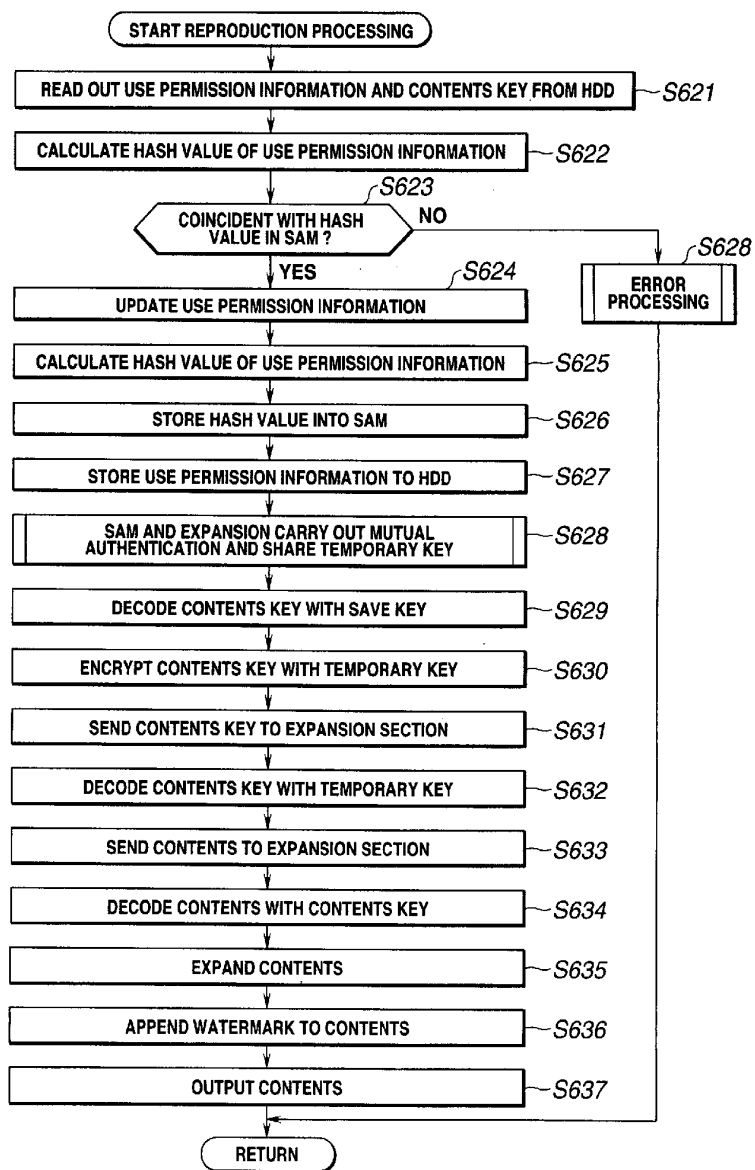 START REPRODUCTION PROCESSING
READ OUT USE PERMISSION INFORMATION AND CONTENTS KEY FROM HDD
S621
CALCULATE HASH VALUE OF USE PERMISSION INFORMATION
S622
S623
COINCIDENT WITH HASH
VALUE IN SAM ?
NO
YES
S628
ERROR
PROCESSING
S624
UPDATE USE PERMISSION INFORMATION
CALCULATE HASH VALUE OF USE PERMISSION INFORMATION
S625
STORE HASH VALUE INTO SAM
S626
STORE USE PERMISSION INFORMATION TO HDD
S627
SAM AND EXPANSION CARRY OUT MUTUAL
AUTHENTICATION AND SHARE TEMPORARY KEY
S628
DECODE CONTENTS KEY WITH SAVE KEY
S629
ENCRYPT CONTENTS KEY WITH TEMPORARY KEY
S630
SEND CONTENTS KEY TO EXPANSION SECTION
S631
DECODE CONTENTS KEY WITH TEMPORARY KEY
S632
SEND CONTENTS TO EXPANSION SECTION
S633
DECODE CONTENTS WITH CONTENTS KEY
S634
EXPAND CONTENTS
S635
APPEND WATERMARK TO CONTENTS
S636
OUTPUT CONTENTS
S637
RETURN